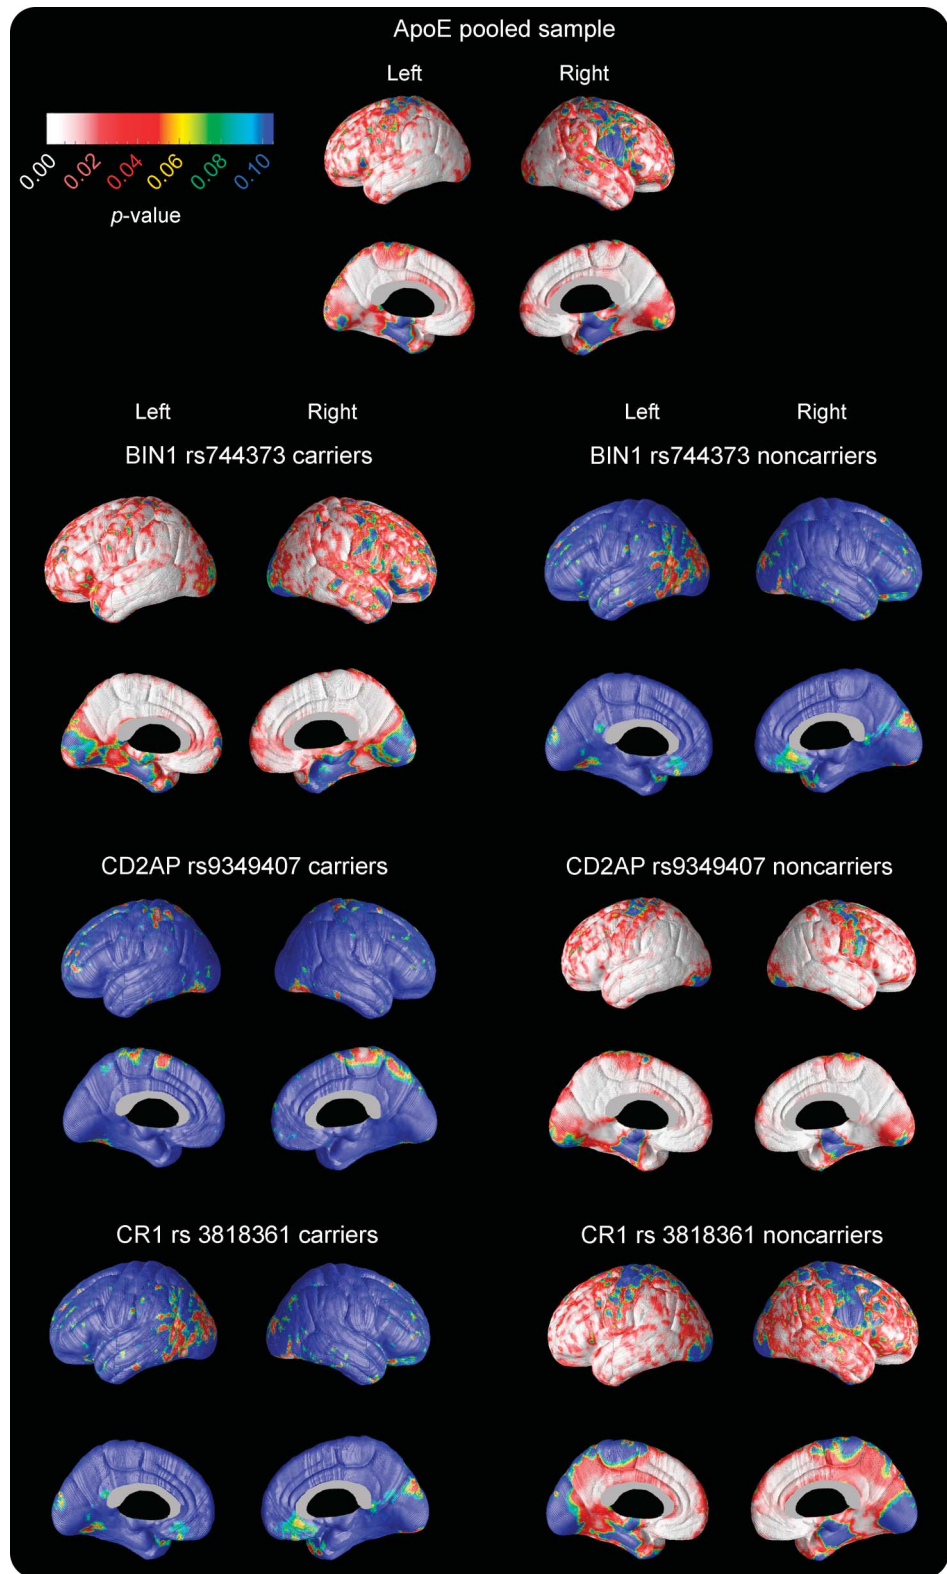 ApoE pooled sample
Left Right
0.00 0.02 0.04 0.06 0.08 0.10
p-value
Left Right Left Right
BIN1 rs744373 carriers BIN1 rs744373 noncarriers
CD2AP rs9349407 carriers CD2AP rs9349407 noncarriers
CR1 rs 3818361 carriers CR1 rs 3818361 noncarriers